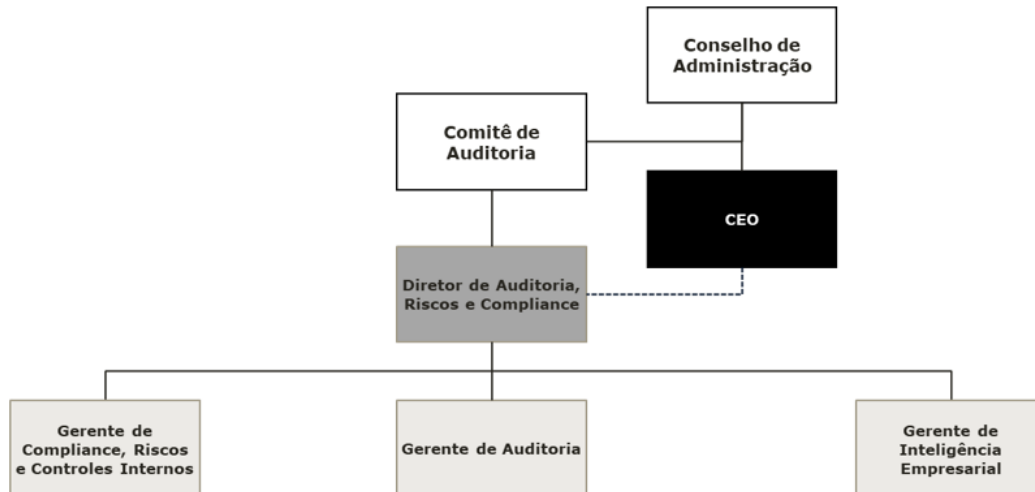 Conselho de
Administração
Comitê de
Auditoria
CEO
Diretor de Auditoria,
Riscos e Compliance
Gerente de
Compliance, Riscos
e Controles Internos
Gerente de Auditoria
Gerente de
Inteligência
Empresarial